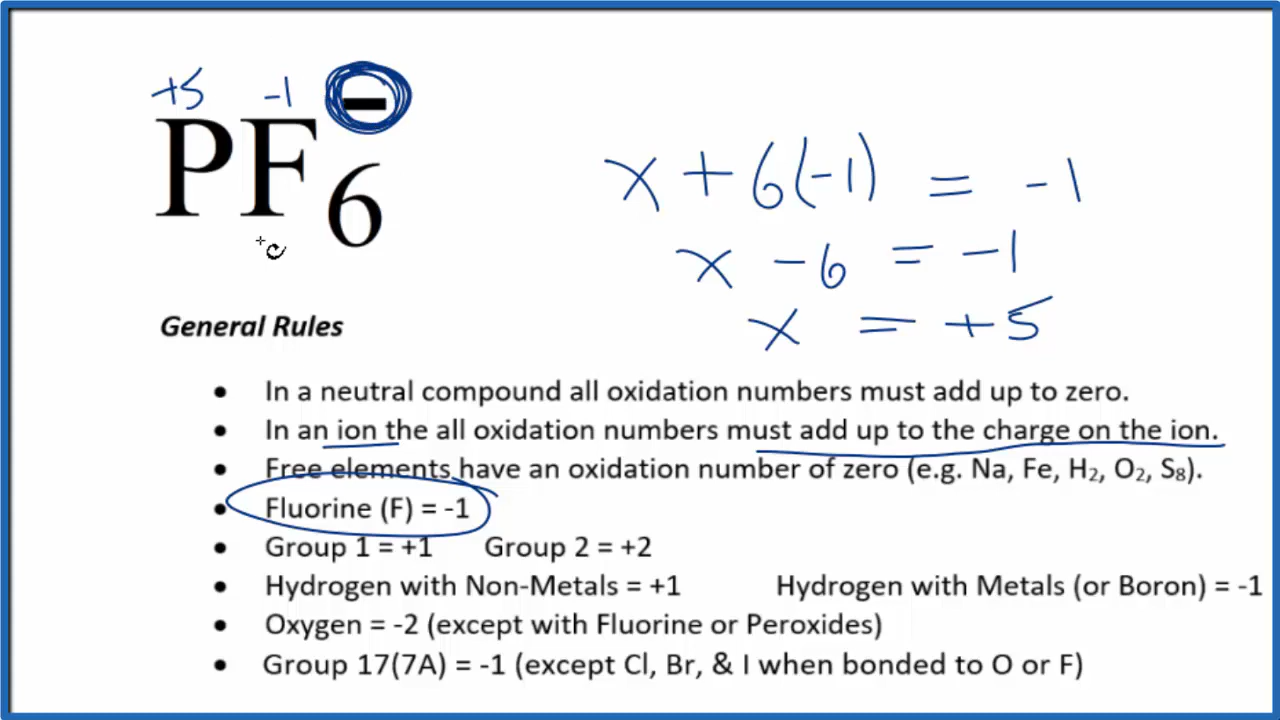 +5 -1
PF6−
x + 6(-1) = -1
x - 6 = -1
x = +5
General Rules
• In a neutral compound all oxidation numbers must add up to zero.
• In an ion the all oxidation numbers must add up to the charge on the ion.
• Free elements have an oxidation number of zero (e.g. Na, Fe, H₂, O₂, S₈).
• Fluorine (F) = -1
• Group 1 = +1 Group 2 = +2
• Hydrogen with Non-Metals = +1 Hydrogen with Metals (or Boron) = -1
• Oxygen = -2 (except with Fluorine or Peroxides)
• Group 17(7A) = -1 (except Cl, Br, & I when bonded to O or F)